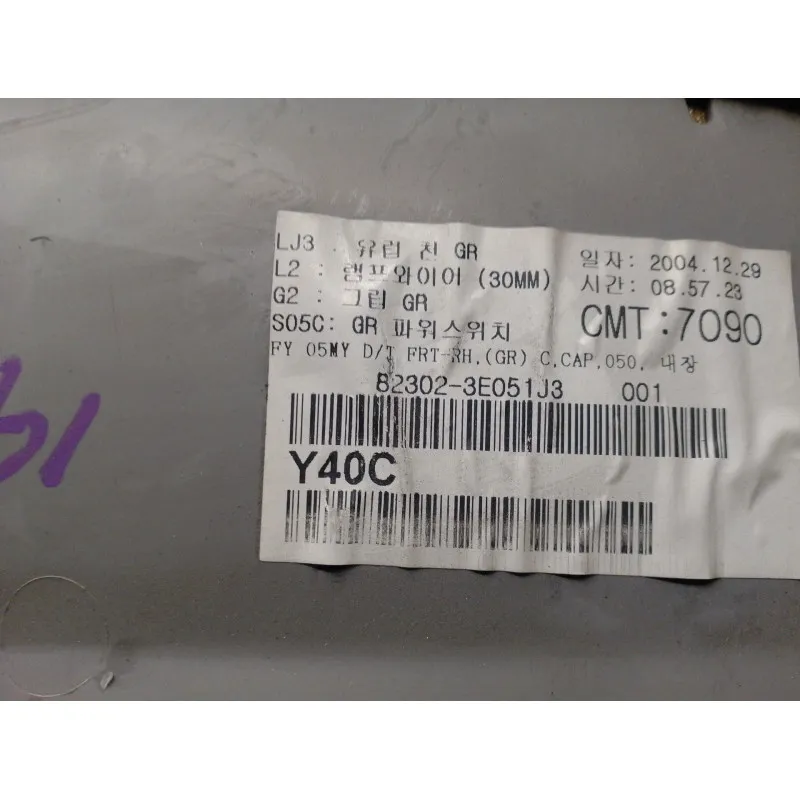 LJ3 : 유럽 친 GR
L2 : 램프와이어 (30MM)
G2 : 그립 GR
S05C: GR 파워스위치
일자: 2004.12.29
시간: 08.57.23
CMT:7090
FY 05MY D/T FRT-RH,(GR) C,CAP,050, 내장
82302-3E051J3 001
Y40C